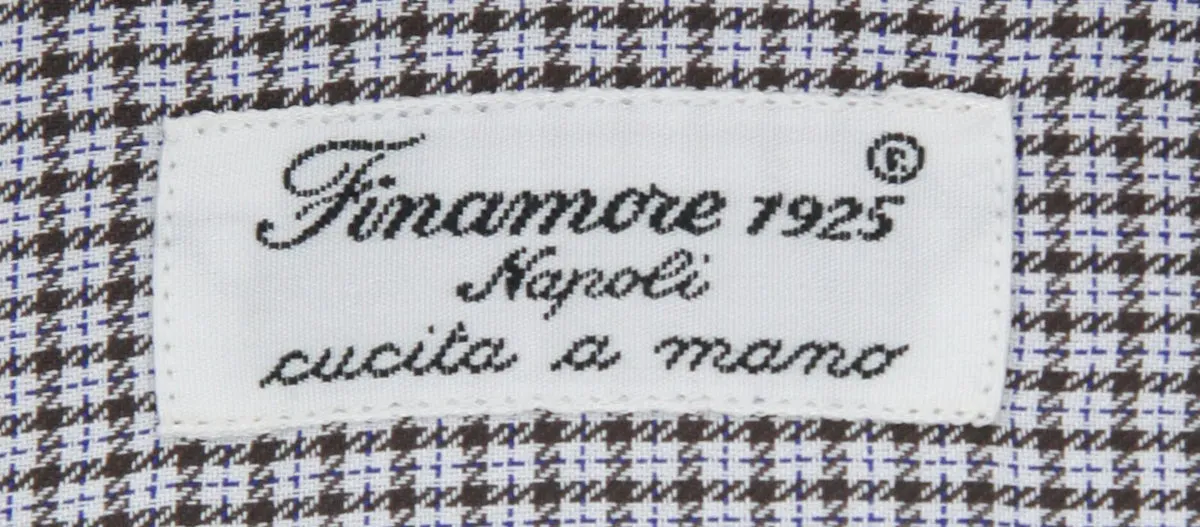 Finamore 1925®
Napoli
cucita a mano